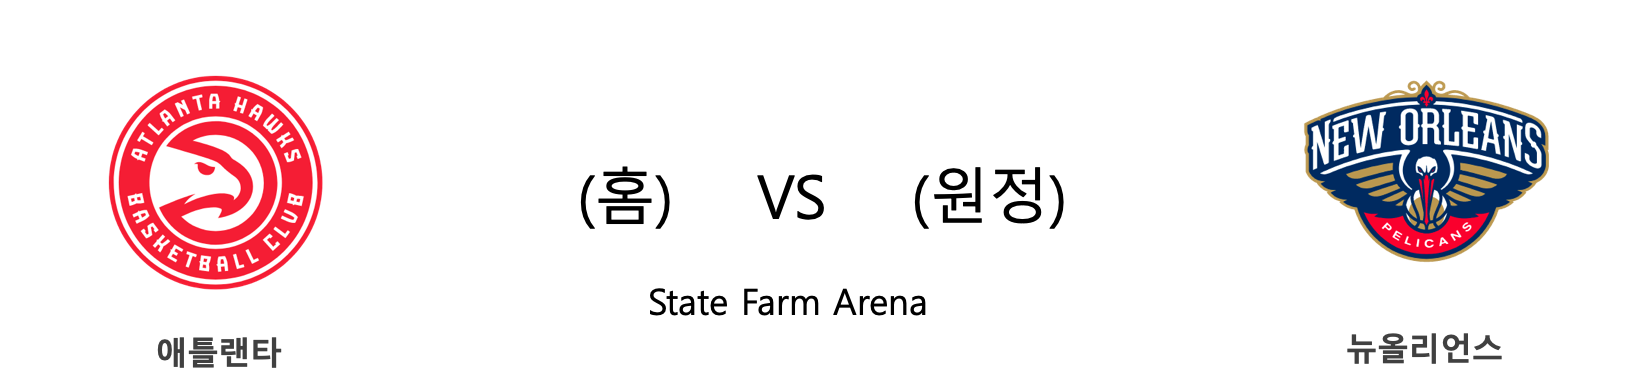 ATLANTA HAWKS
BASKETBALL CLUB
애틀랜타
(홈) VS (원정)
State Farm Arena
NEW ORLEANS
PELICANS
뉴올리언스